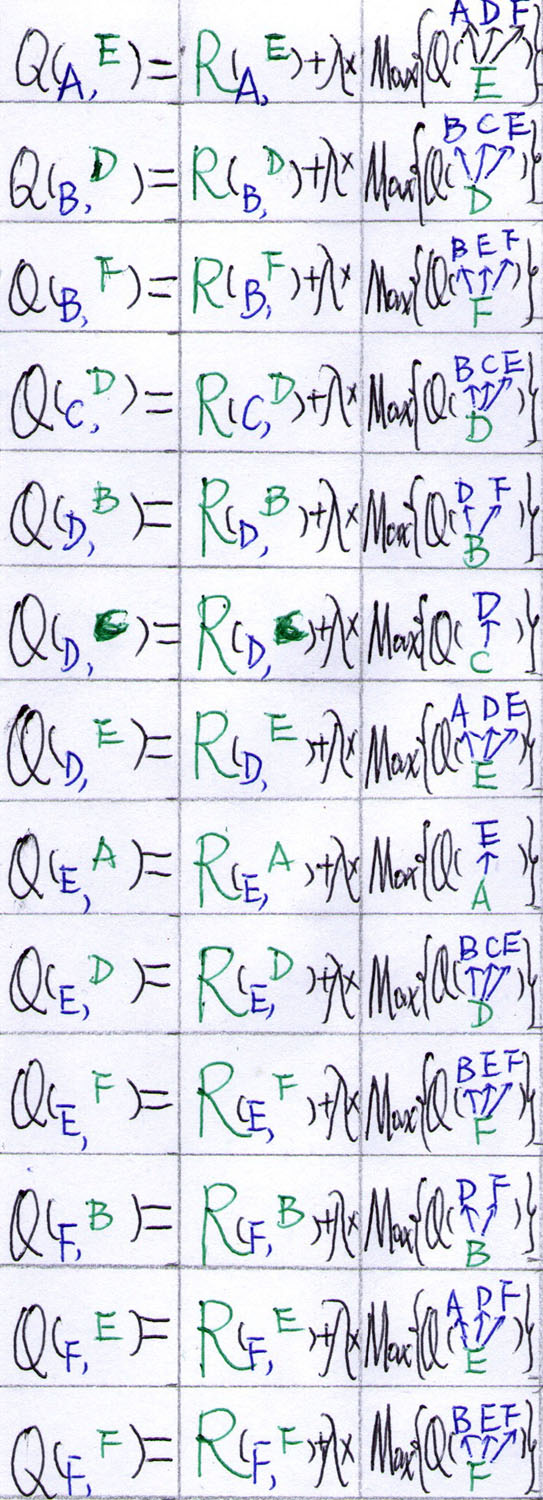 Q(A, E) = R(A, E) + λ × Max{Q(E → A D F)}
Q(B, D) = R(B, D) + λ × Max{Q(D → B C E)}
Q(B, F) = R(B, F) + λ × Max{Q(F → B E F)}
Q(C, D) = R(C, D) + λ × Max{Q(D → B C E)}
Q(D, B) = R(D, B) + λ × Max{Q(B → D F)}
Q(D, C) = R(D, C) + λ × Max{Q(C → D)}
Q(D, E) = R(D, E) + λ × Max{Q(E → A D E)}
Q(E, A) = R(E, A) + λ × Max{Q(A → E)}
Q(E, D) = R(E, D) + λ × Max{Q(D → B C E)}
Q(E, F) = R(E, F) + λ × Max{Q(F → B E F)}
Q(F, B) = R(F, B) + λ × Max{Q(B → D F)}
Q(F, E) = R(F, E) + λ × Max{Q(E → A D F)}
Q(F, F) = R(F, F) + λ × Max{Q(F → B E F)}